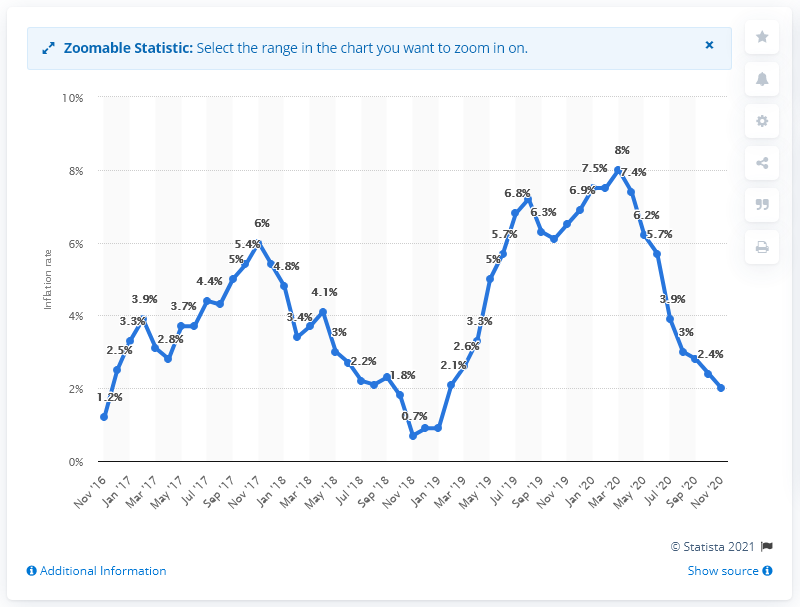 Zoomable Statistic: Select the range in the chart you want to zoom in on.
×
10%
8%
6%
4%
2%
0%
Inflation rate
1.2%
2.5%
3.3%
3.9%
2.8%
3.7%
4.4%
5%
5.4%
6%
4.8%
3.4%
4.1%
3%
2.2%
1.8%
0.7%
2.1%
2.6%
3.3%
5%
5.7%
6.8%
6.3%
6.9%
7.5%
8%
7.4%
6.2%
5.7%
3.9%
3%
2.4%
Nov '16
Jan '17
Mar '17
May '17
Jul '17
Sep '17
Nov '17
Jan '18
Mar '18
May '18
Jul '18
Sep '18
Nov '18
Jan '19
Mar '19
May '19
Jul '19
Sep '19
Nov '19
Jan '20
Mar '20
May '20
Jul '20
Sep '20
Nov '20
© Statista 2021
Additional Information
Show source